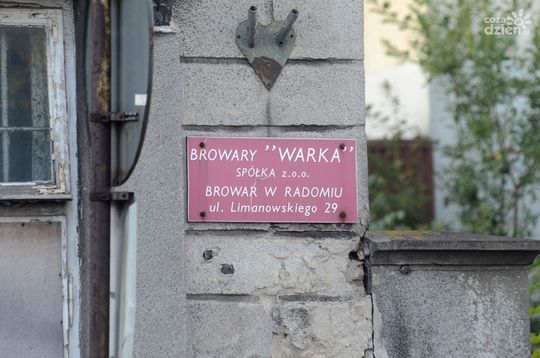 cozadzien
BROWARY "WARKA"
SPÓŁKA z.o.o.
BROWAR W RADOMIU
ul. Limanowskiego 29